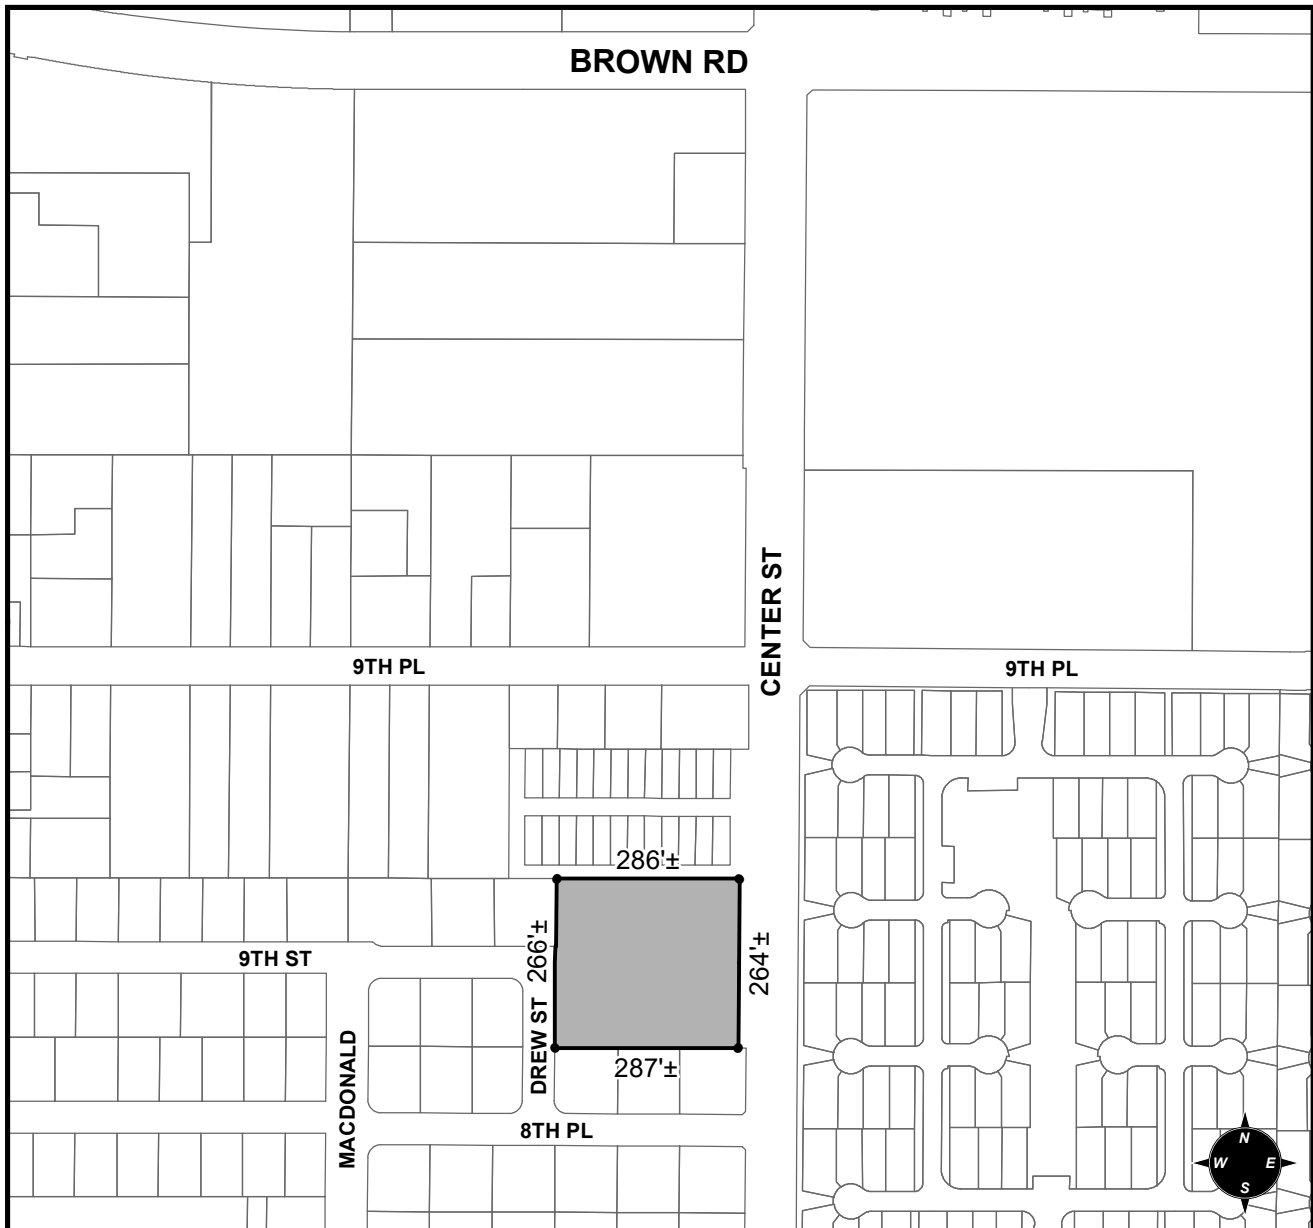 BROWN RD
CENTER ST
9TH PL
9TH PL
286'±
266'±
264'±
9TH ST
DREW ST
287'±
MACDONALD
8TH PL
N
W
E
S